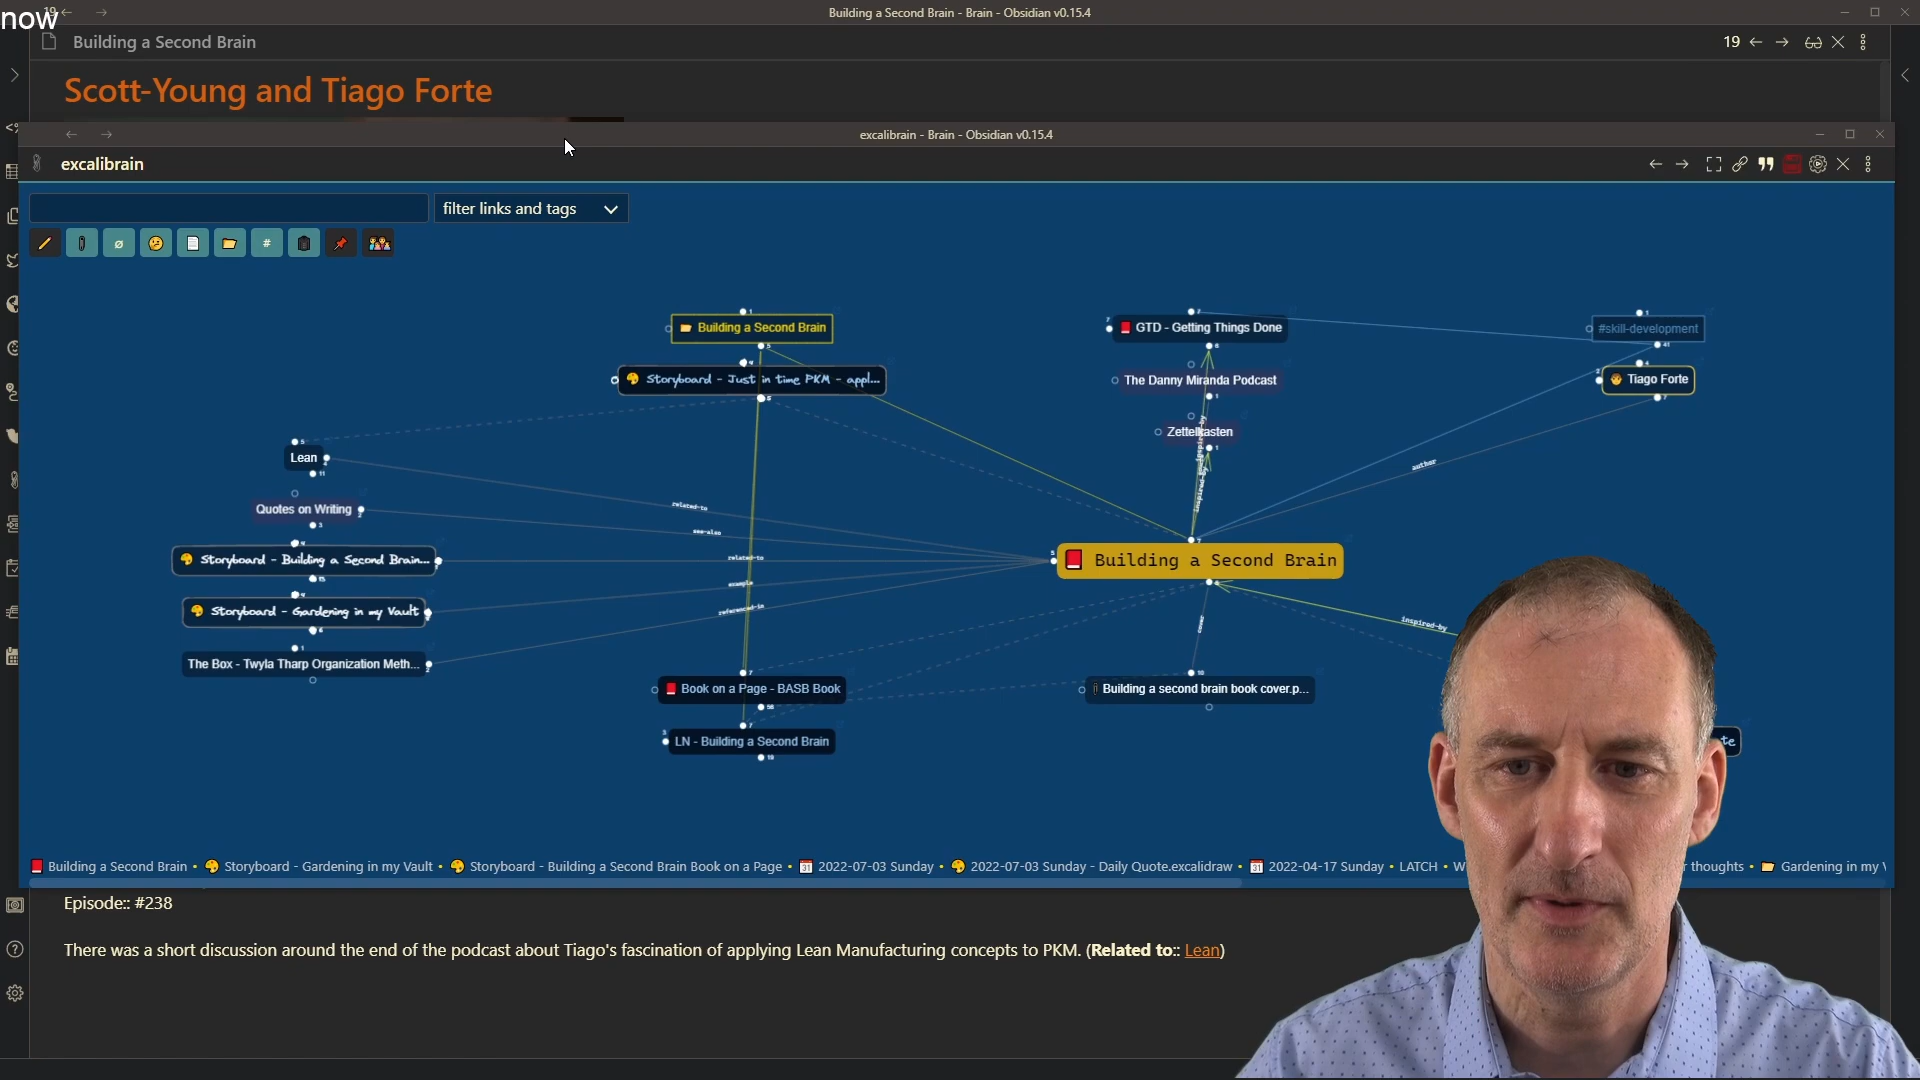 now
19
Building a Second Brain - Brain - Obsidian v0.15.4
Building a Second Brain
19
Scott-Young and Tiago Forte
excalibrain - Brain - Obsidian v0.15.4
excalibrain
filter links and tags
#
Building a Second Brain
GTD - Getting Things Done
#skill-development
Storyboard - Just in time PKM - appl...
The Danny Miranda Podcast
Tiago Forte
Zettelkasten
Lean
author
Quotes on Writing
related-to
see-also
inspired-by
Storyboard - Building a Second Brain...
related-to
Building a Second Brain
example
Storyboard - Gardening in my Vault
referenced-in
cover
inspired-by
The Box - Twyla Tharp Organization Meth...
Book on a Page - BASB Book
Building a second brain book cover.p...
LN - Building a Second Brain
te
Building a Second Brain • Storyboard - Gardening in my Vault • Storyboard - Building a Second Brain Book on a Page • 2022-07-03 Sunday • 2022-07-03 Sunday - Daily Quote.excalidraw • 2022-04-17 Sunday • LATCH • W thoughts • Gardening in my V
Episode:: #238
There was a short discussion around the end of the podcast about Tiago's fascination of applying Lean Manufacturing concepts to PKM. (Related to:: Lean)